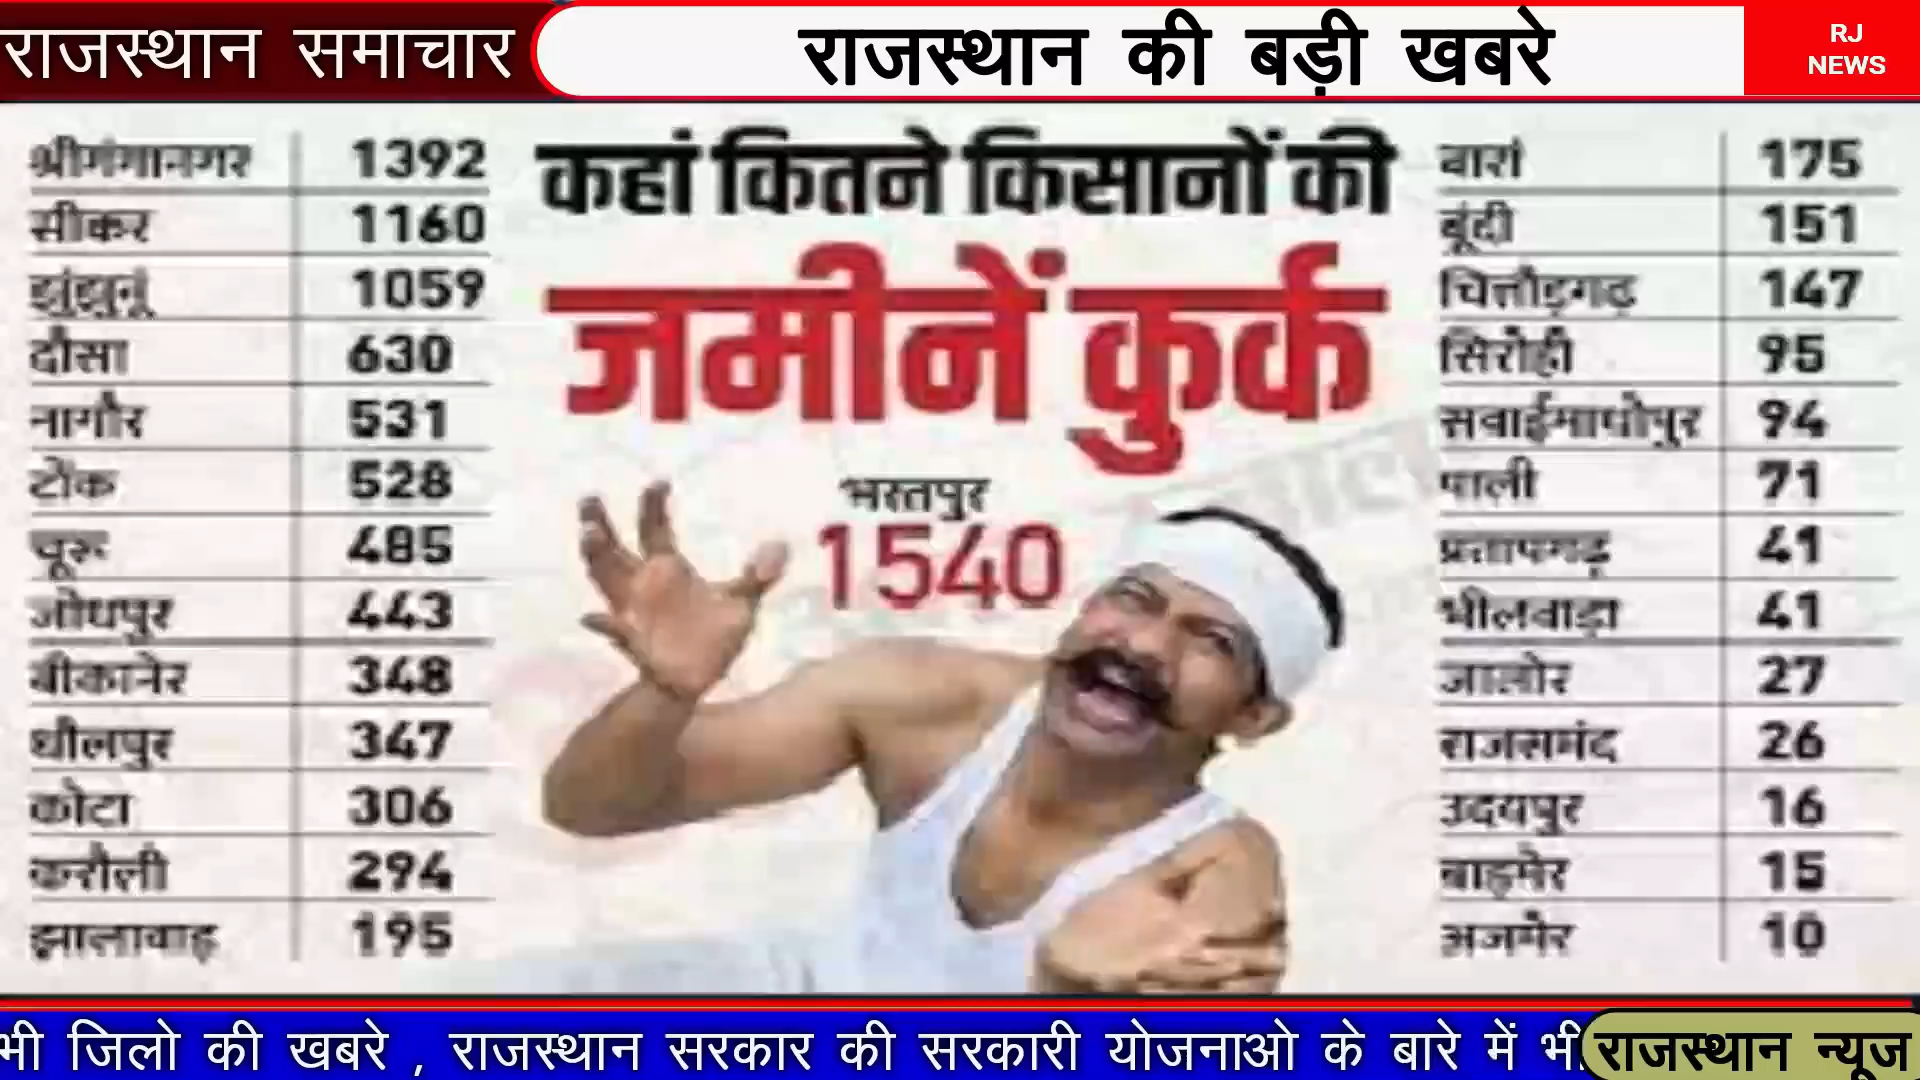 राजस्थान समाचार
राजस्थान की बड़ी खबरे
RJ
NEWS
कहां कितने किसानों की
जमीनें कुर्क
भरतपुर
1540
श्रीगंगानगर 1392
सीकर 1160
झुंझुनूं 1059
दौसा 630
नागौर 531
टोंक 528
चूरू 485
जोधपुर 443
बीकानेर 348
धौलपुर 347
कोटा 306
करौली 294
झालावाड़ 195
बारां 175
बूंदी 151
चित्तौड़गढ़ 147
सिरोही 95
सवाईमाधोपुर 94
पाली 71
प्रतापगढ़ 41
भीलवाड़ा 41
जालोर 27
राजसमंद 26
उदयपुर 16
बाड़मेर 15
अजमेर 10
भी जिलो की खबरे , राजस्थान सरकार की सरकारी योजनाओ के बारे में भी
राजस्थान न्यूज